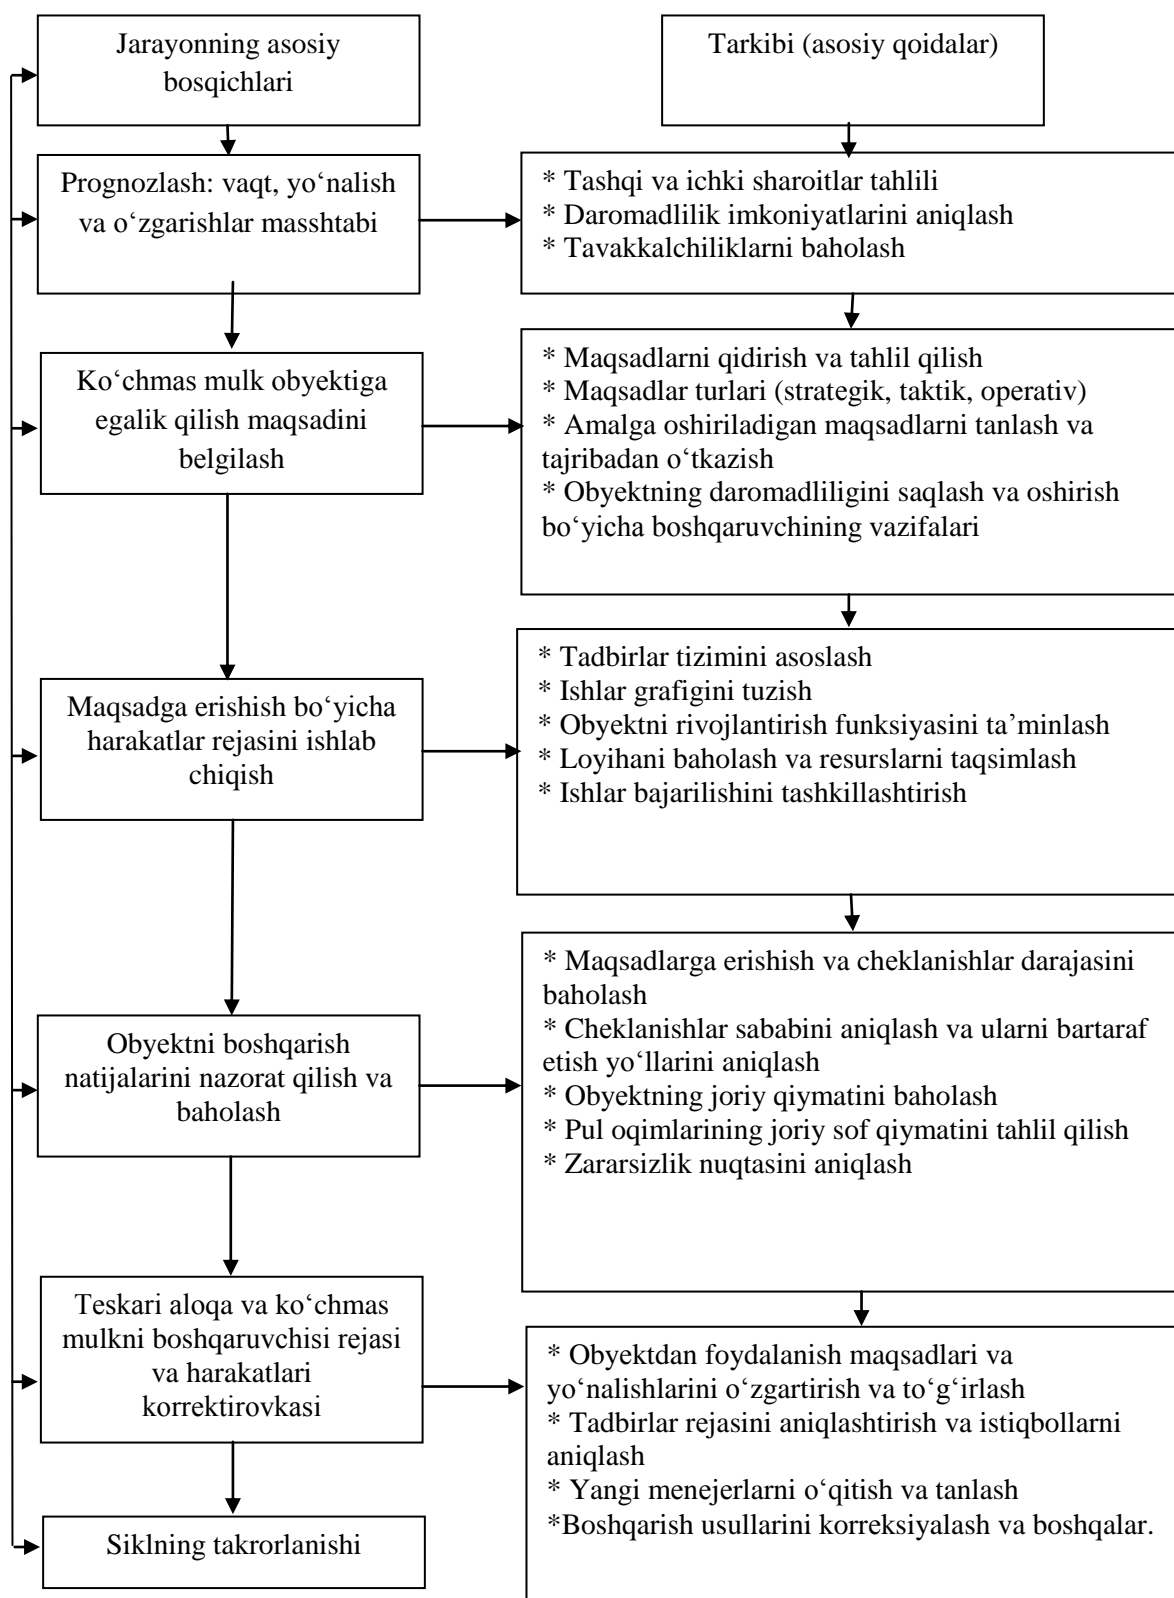 Jarayonning asosiy
bosqichlari
Tarkibi (asosiy qoidalar)
Prognozlash: vaqt, yo‘nalish
va o‘zgarishlar masshtabi
* Tashqi va ichki sharoitlar tahlili
* Daromadlilik imkoniyatlarini aniqlash
* Tavakkalchiliklarni baholash
Ko‘chmas mulk obyektiga
egalik qilish maqsadini
belgilash
* Maqsadlarni qidirish va tahlil qilish
* Maqsadlar turlari (strategik, taktik, operativ)
* Amalga oshiriladigan maqsadlarni tanlash va
tajribadan o‘tkazish
* Obyektning daromadliligini saqlash va oshirish
bo‘yicha boshqaruvchining vazifalari
Maqsadga erishish bo‘yicha
harakatlar rejasini ishlab
chiqish
* Tadbirlar tizimini asoslash
* Ishlar grafigini tuzish
* Obyektni rivojlantirish funksiyasini ta’minlash
* Loyihani baholash va resurslarni taqsimlash
* Ishlar bajarilishini tashkillashtirish
Obyektni boshqarish
natijalarini nazorat qilish va
baholash
* Maqsadlarga erishish va cheklanishlar darajasini
baholash
* Cheklanishlar sababini aniqlash va ularni bartaraf
etish yo‘llarini aniqlash
* Obyektning joriy qiymatini baholash
* Pul oqimlarining joriy sof qiymatini tahlil qilish
* Zararsizlik nuqtasini aniqlash
Teskari aloqa va ko‘chmas
mulkni boshqaruvchisi rejasi
va harakatlari
korrektirovkasi
* Obyektdan foydalanish maqsadlari va
yo‘nalishlarini o‘zgartirish va to‘g‘irlash
* Tadbirlar rejasini aniqlashtirish va istiqbollarni
aniqlash
* Yangi menejerlarni o‘qitish va tanlash
*Boshqarish usullarini korreksiyalash va boshqalar.
Siklning takrorlanishi